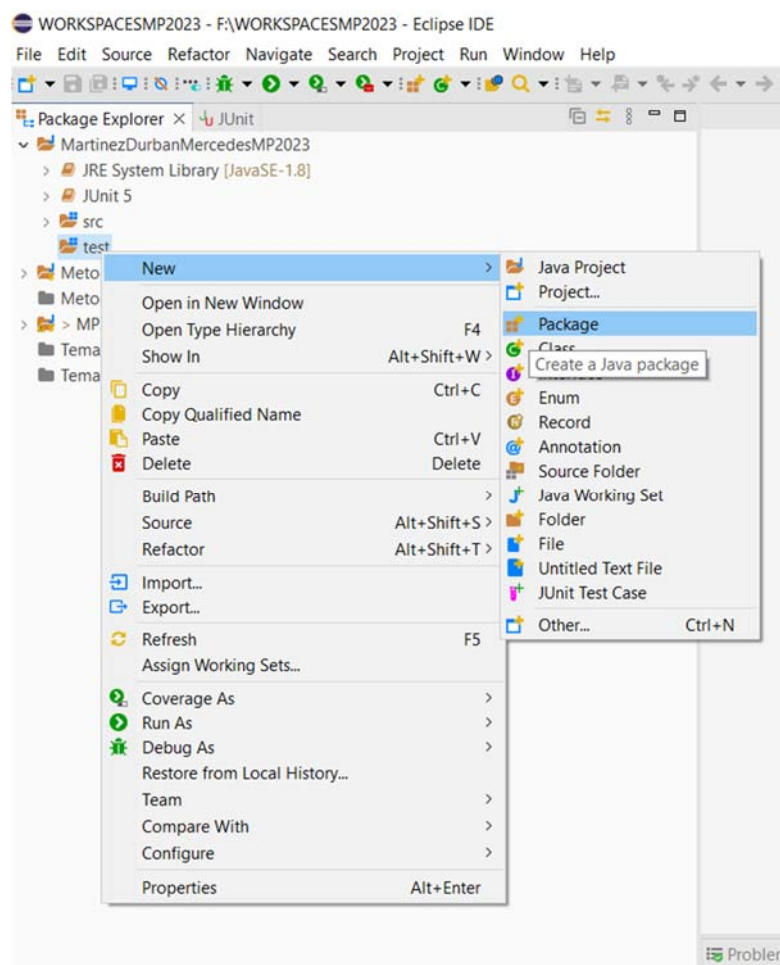 WORKSPACESMP2023 - F:\WORKSPACESMP2023 - Eclipse IDE
File Edit Source Refactor Navigate Search Project Run Window Help
Package Explorer JUnit
MartinezDurbanMercedesMP2023
JRE System Library [JavaSE-1.8]
JUnit 5
src
test
Meto
Meto
> MP
Tema
Tema
New
Open in New Window
Open Type Hierarchy F4
Show In Alt+Shift+W >
Copy Ctrl+C
Copy Qualified Name
Paste Ctrl+V
Delete Delete
Build Path
Source Alt+Shift+S >
Refactor Alt+Shift+T >
Import...
Export...
Refresh F5
Assign Working Sets...
Coverage As
Run As
Debug As
Restore from Local History...
Team
Compare With
Configure
Properties Alt+Enter
Java Project
Project...
Package
Class
Create a Java package
Enum
Record
Annotation
Source Folder
Java Working Set
Folder
File
Untitled Text File
JUnit Test Case
Other... Ctrl+N
Probler